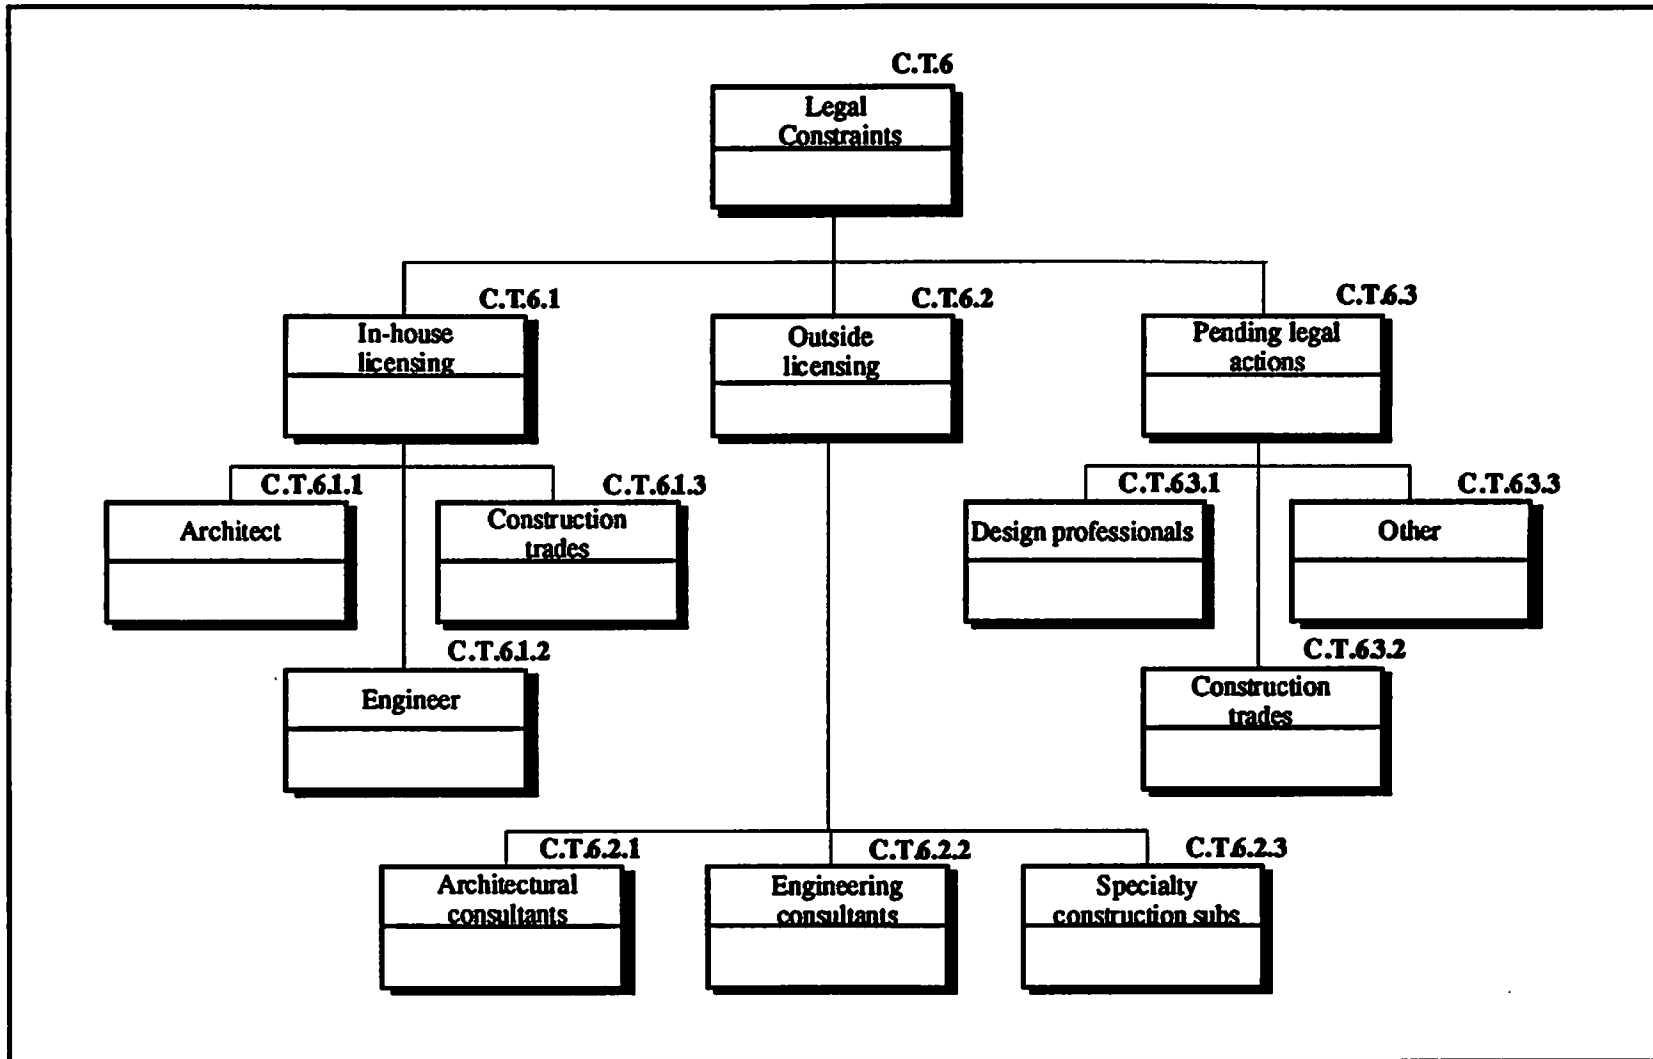 C.T.6
Legal
Constraints
C.T.6.1
In-house
licensing
C.T.6.2
Outside
licensing
C.T.6.3
Pending legal
actions
C.T.6.1.1
Architect
C.T.6.1.3
Construction
trades
C.T.6.3.1
Design professionals
C.T.6.3.3
Other
C.T.6.1.2
Engineer
C.T.6.3.2
Construction
trades
C.T.6.2.1
Architectural
consultants
C.T.6.2.2
Engineering
consultants
C.T.6.2.3
Specialty
construction subs